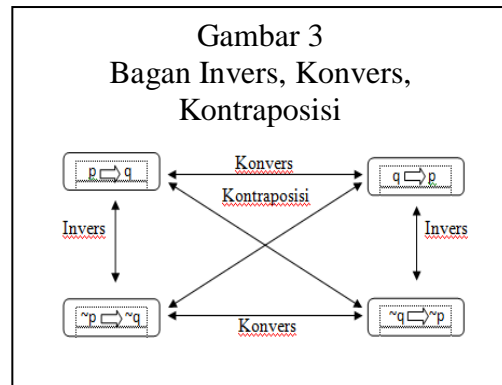 Gambar 3
Bagan Invers, Konvers,
Kontraposisi
Konvers
p ⇨ q
q ⇨ p
Kontraposisi
Invers
Invers
~p ⇨ ~q
~q ⇨ ~p
Konvers